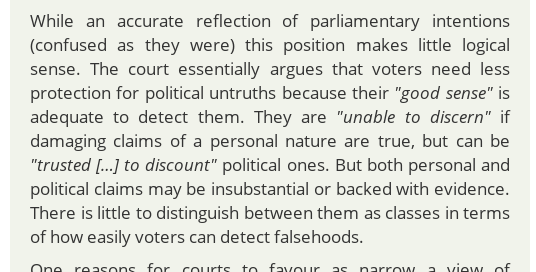 While an accurate reflection of parliamentary intentions
(confused as they were) this position makes little logical
sense. The court essentially argues that voters need less
protection for political untruths because their "good sense" is
adequate to detect them. They are "unable to discern" if
damaging claims of a personal nature are true, but can be
"trusted [...] to discount" political ones. But both personal and
political claims may be insubstantial or backed with evidence.
There is little to distinguish between them as classes in terms
of how easily voters can detect falsehoods.
One reasons for courts to favour as narrow a view of